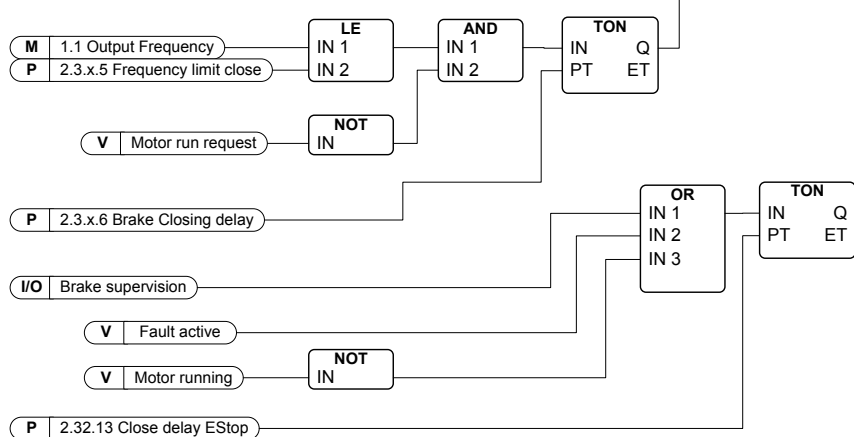 LE
AND
TON
M 1.1 Output Frequency
IN 1
IN 1
IN Q
P 2.3.x.5 Frequency limit close
IN 2
IN 2
PT ET
NOT
V Motor run request
IN
OR
TON
P 2.3.x.6 Brake Closing delay
IN 1
IN Q
IN 2
PT ET
IN 3
I/O Brake supervision
V Fault active
NOT
V Motor running
IN
P 2.32.13 Close delay EStop